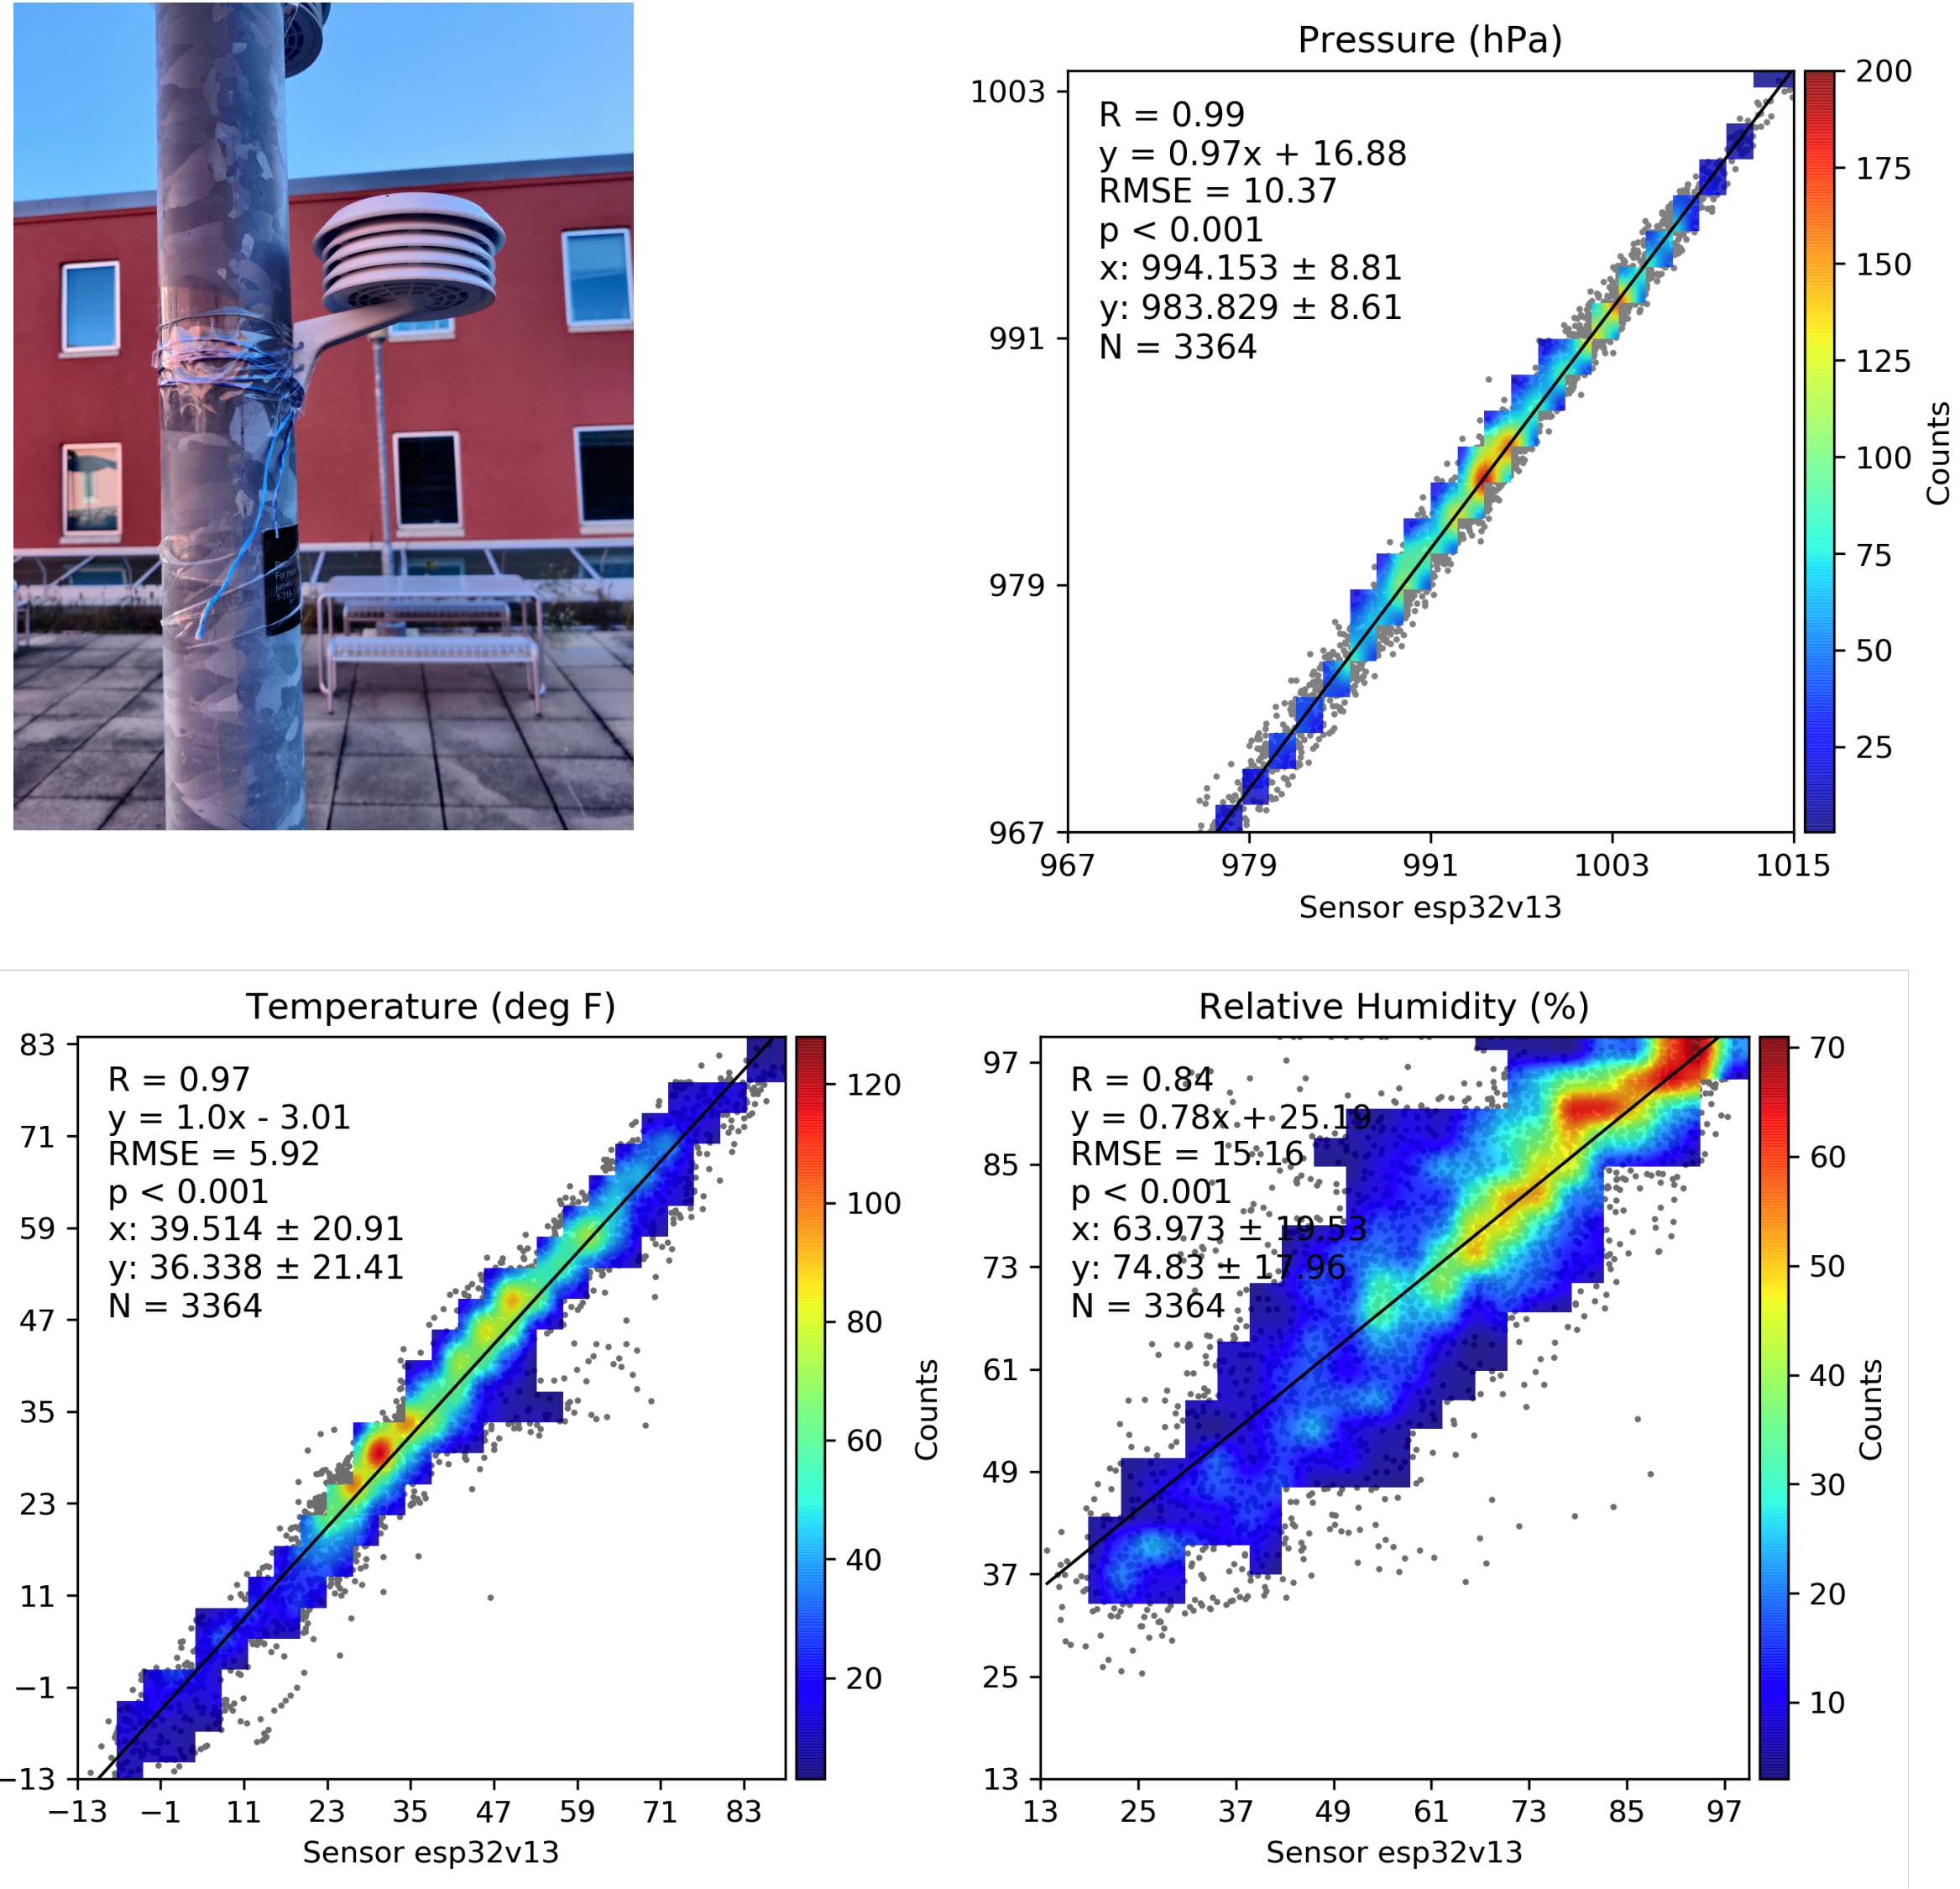 Pressure (hPa)
1003
991
979
967
R = 0.99
y = 0.97x + 16.88
RMSE = 10.37
p < 0.001
x: 994.153 ± 8.81
y: 983.829 ± 8.61
N = 3364
967 979 991 1003 1015
Sensor esp32v13
200
175
150
125
100
75
50
25
Counts
Temperature (deg F)
83
71
59
47
35
23
11
−1
−13
R = 0.97
y = 1.0x - 3.01
RMSE = 5.92
p < 0.001
x: 39.514 ± 20.91
y: 36.338 ± 21.41
N = 3364
−13 −1 11 23 35 47 59 71 83
Sensor esp32v13
120
100
80
60
40
20
Counts
Relative Humidity (%)
97
85
73
61
49
37
25
13
R = 0.84
y = 0.78x + 25.19
RMSE = 15.16
p < 0.001
x: 63.973 ± 19.53
y: 74.83 ± 17.96
N = 3364
13 25 37 49 61 73 85 97
Sensor esp32v13
70
60
50
40
30
20
10
Counts